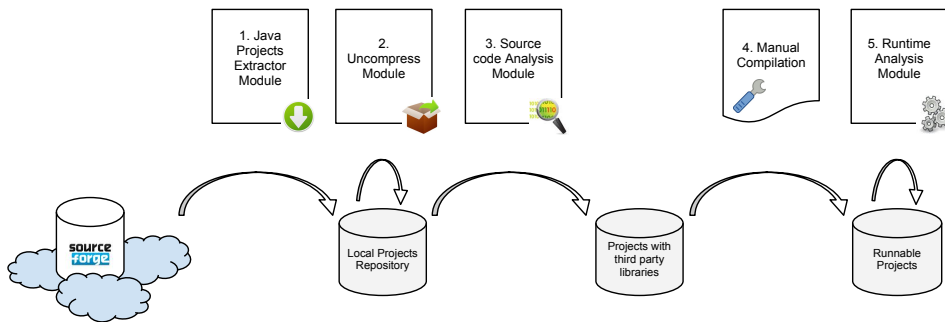 1. Java
Projects
Extractor
Module
2.
Uncompress
Module
3. Source
code Analysis
Module
4. Manual
Compilation
5. Runtime
Analysis
Module
source
forge
Local Projects
Repository
Projects with
third party
libraries
Runnable
Projects